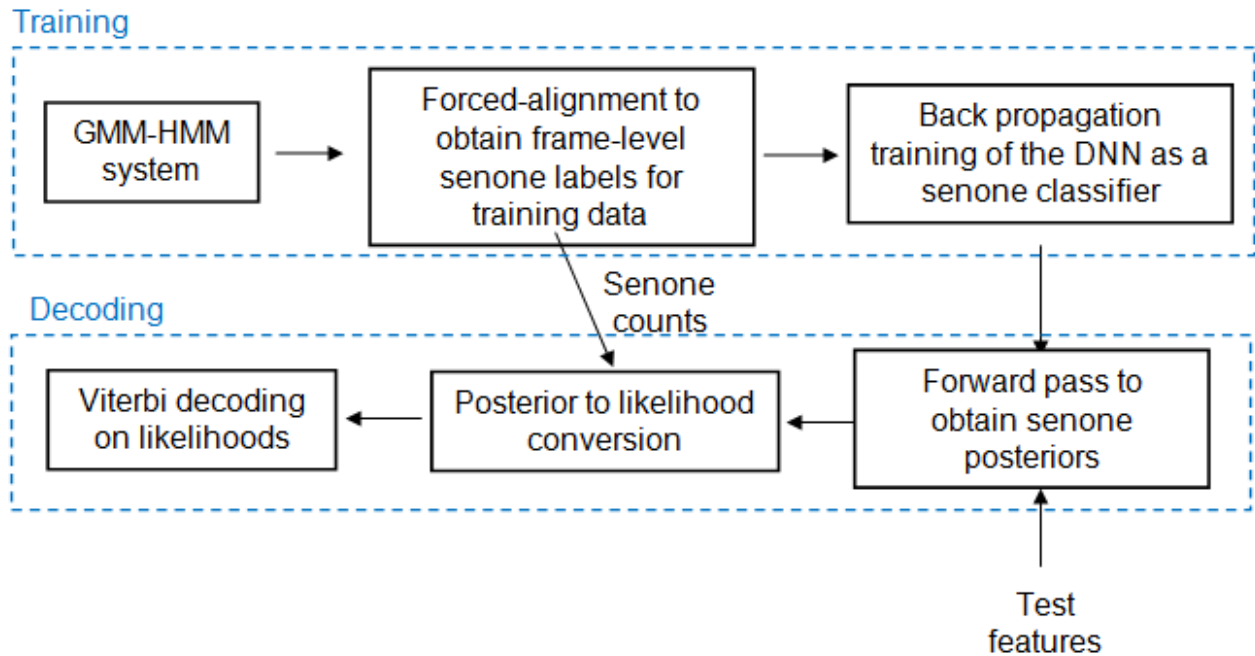 Training
GMM-HMM
system
Forced-alignment to
obtain frame-level
senone labels for
training data
Back propagation
training of the DNN as a
senone classifier
Senone
counts
Decoding
Viterbi decoding
on likelihoods
Posterior to likelihood
conversion
Forward pass to
obtain senone
posteriors
Test
features